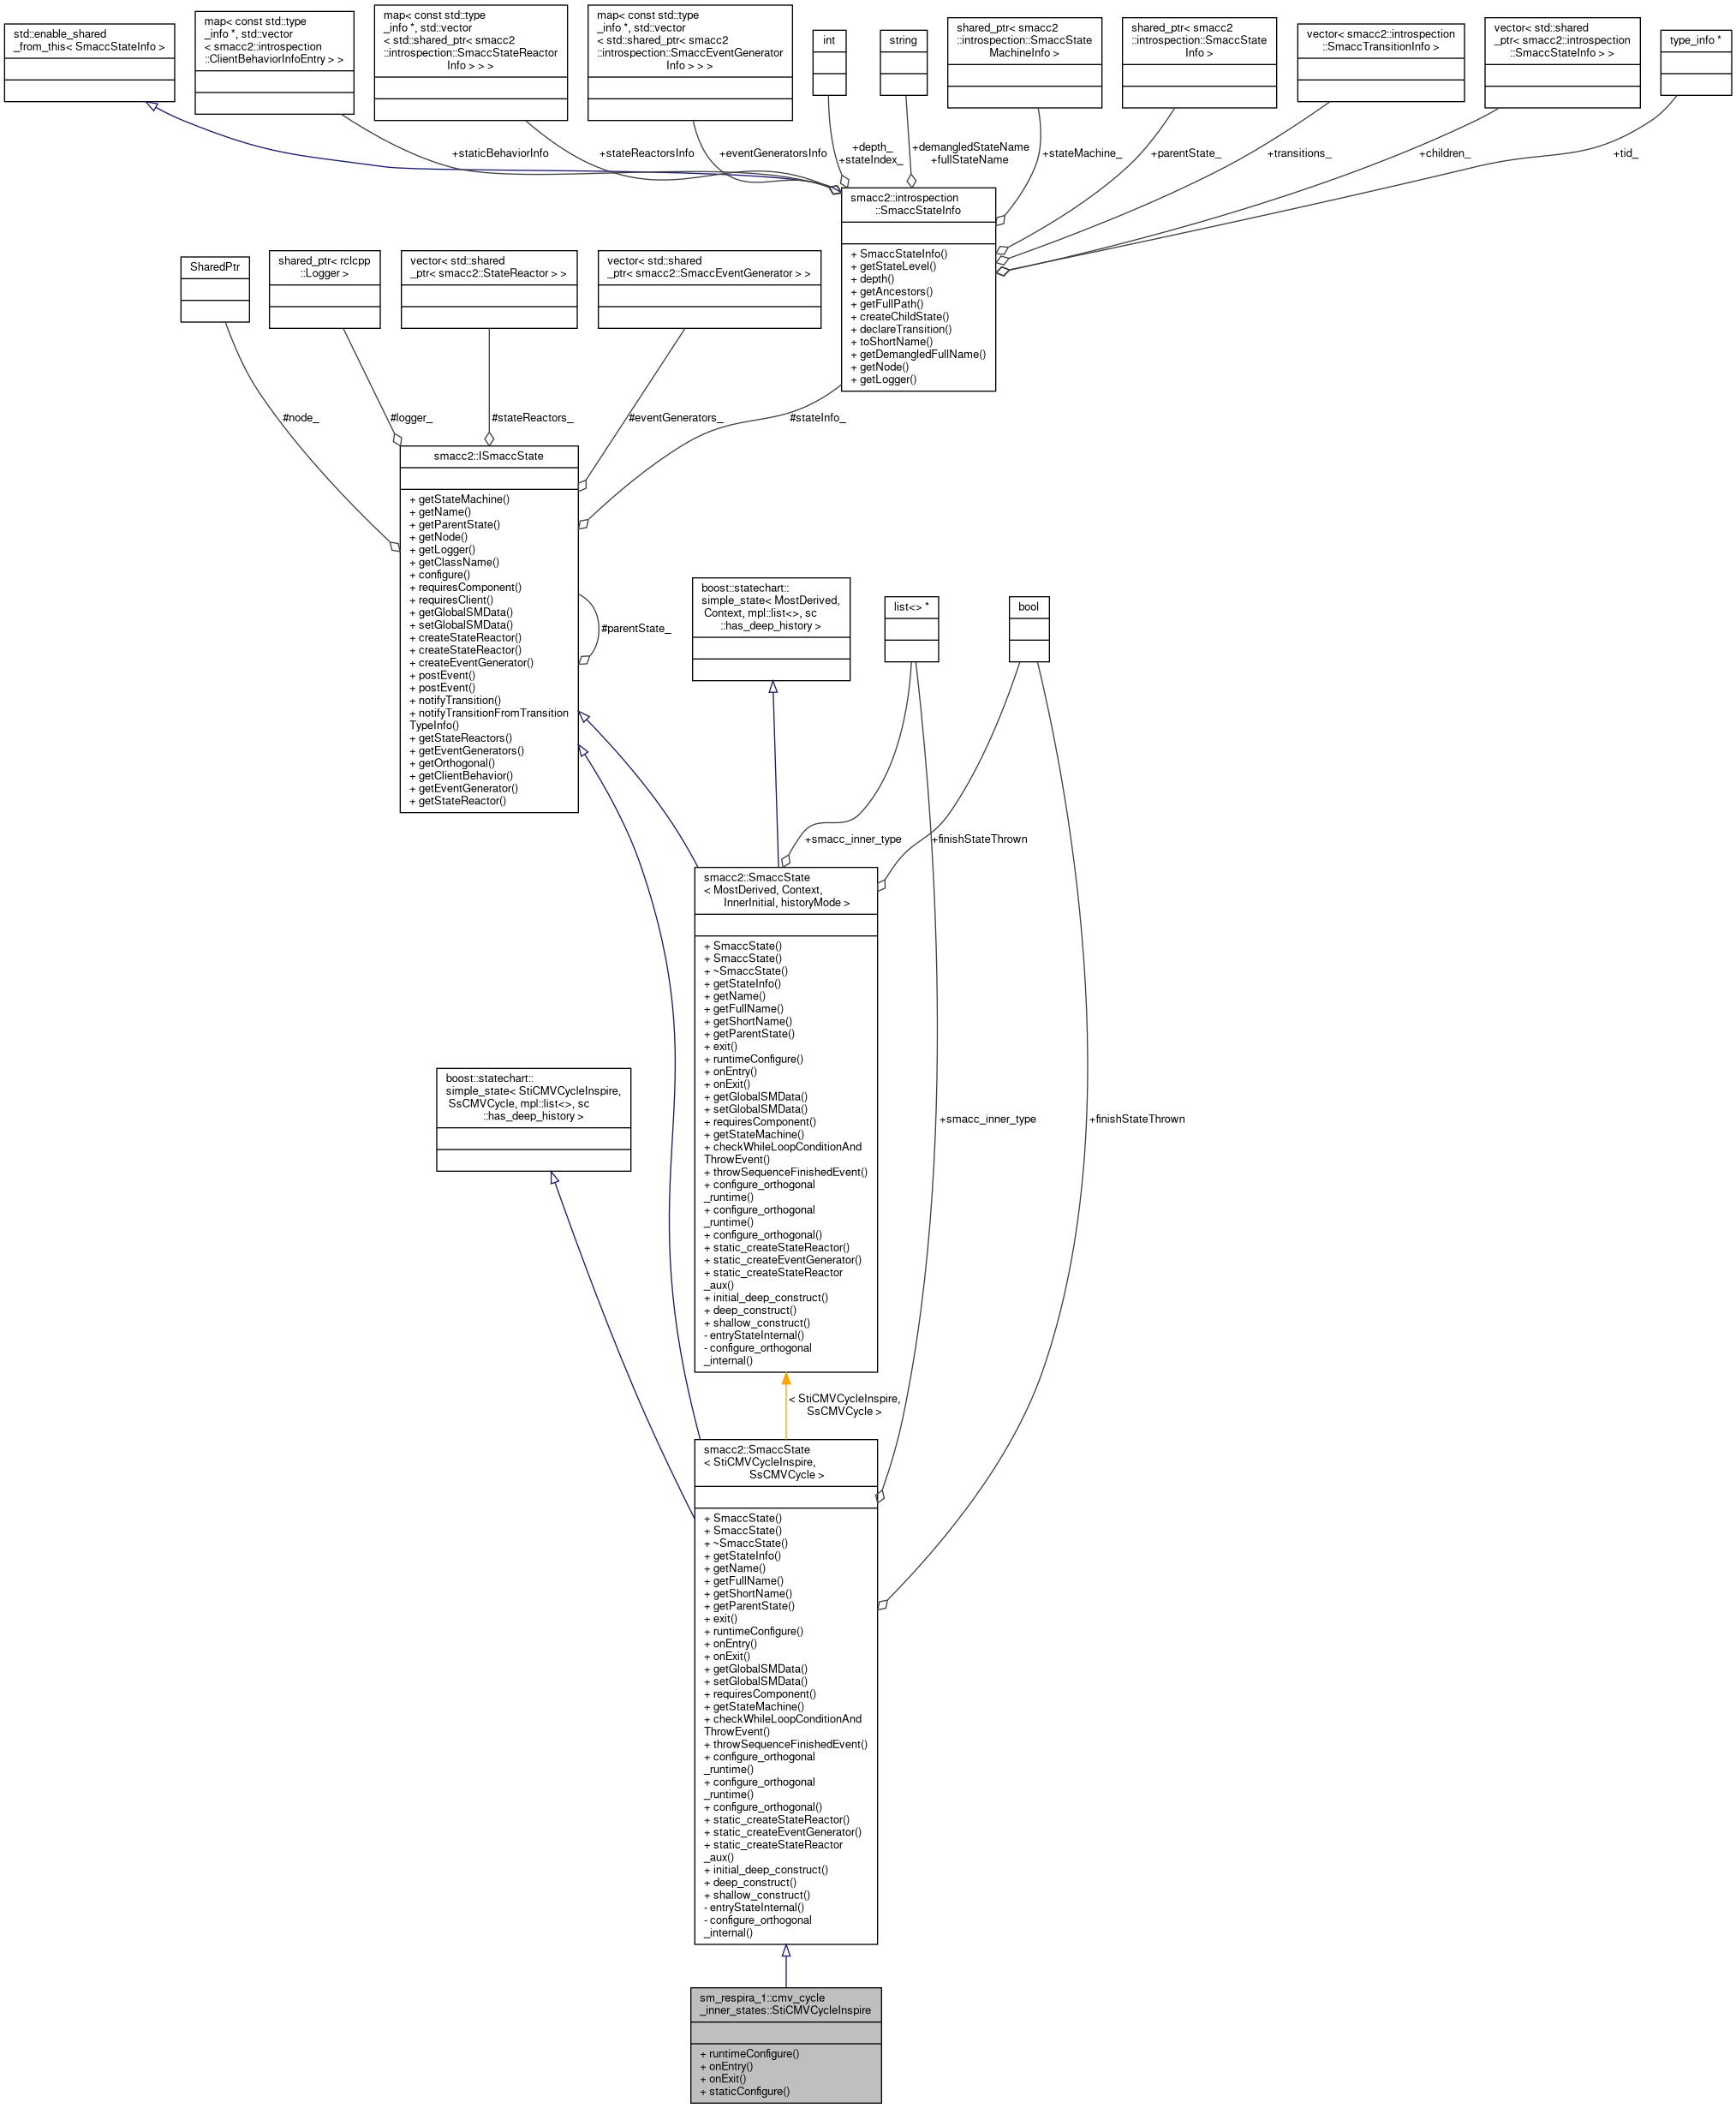 std::enable_shared
_from_this< SmaccStateInfo >
map< const std::type
_info *, std::vector
< smacc2::introspection
::ClientBehaviorInfoEntry > >
map< const std::type
_info *, std::vector
< std::shared_ptr< smacc2
::introspection::SmaccStateReactor
Info > > >
map< const std::type
_info *, std::vector
< std::shared_ptr< smacc2
::introspection::SmaccEventGenerator
Info > > >
int
string
shared_ptr< smacc2
::introspection::SmaccState
MachineInfo >
shared_ptr< smacc2
::introspection::SmaccState
Info >
vector< smacc2::introspection
::SmaccTransitionInfo >
vector< std::shared
_ptr< smacc2::introspection
::SmaccStateInfo > >
type_info *
+staticBehaviorInfo
+stateReactorsInfo
+eventGeneratorsInfo
+depth_
+stateIndex_
+demangledStateName
+fullStateName
+stateMachine_
+parentState_
+transitions_
+children_
+tid_
smacc2::introspection
::SmaccStateInfo
+ SmaccStateInfo()
+ getStateLevel()
+ depth()
+ getAncestors()
+ getFullPath()
+ createChildState()
+ declareTransition()
+ toShortName()
+ getDemangledFullName()
+ getNode()
+ getLogger()
SharedPtr
shared_ptr< rclcpp
::Logger >
vector< std::shared
_ptr< smacc2::StateReactor > >
vector< std::shared
_ptr< smacc2::SmaccEventGenerator > >
#node_
#logger_
#stateReactors_
#eventGenerators_
#stateInfo_
smacc2::ISmaccState
+ getStateMachine()
+ getName()
+ getParentState()
+ getNode()
+ getLogger()
+ getClassName()
+ configure()
+ requiresComponent()
+ requiresClient()
+ getGlobalSMData()
+ setGlobalSMData()
+ createStateReactor()
+ createStateReactor()
+ createEventGenerator()
+ postEvent()
+ postEvent()
+ notifyTransition()
+ notifyTransitionFromTransition
TypeInfo()
+ getStateReactors()
+ getEventGenerators()
+ getOrthogonal()
+ getClientBehavior()
+ getEventGenerator()
+ getStateReactor()
#parentState_
boost::statechart::
simple_state< MostDerived,
Context, mpl::list<>, sc
::has_deep_history >
list<> *
bool
+smacc_inner_type
+finishStateThrown
smacc2::SmaccState
< MostDerived, Context,
InnerInitial, historyMode >
+ SmaccState()
+ SmaccState()
+ ~SmaccState()
+ getStateInfo()
+ getName()
+ getFullName()
+ getShortName()
+ getParentState()
+ exit()
+ runtimeConfigure()
+ onEntry()
+ onExit()
+ getGlobalSMData()
+ setGlobalSMData()
+ requiresComponent()
+ getStateMachine()
+ checkWhileLoopConditionAnd
ThrowEvent()
+ throwSequenceFinishedEvent()
+ configure_orthogonal
_runtime()
+ configure_orthogonal
_runtime()
+ configure_orthogonal()
+ static_createStateReactor()
+ static_createEventGenerator()
+ static_createStateReactor
_aux()
+ initial_deep_construct()
+ deep_construct()
+ shallow_construct()
- entryStateInternal()
- configure_orthogonal
_internal()
boost::statechart::
simple_state< StiCMVCycleInspire,
SsCMVCycle, mpl::list<>, sc
::has_deep_history >
+smacc_inner_type
+finishStateThrown
< StiCMVCycleInspire,
SsCMVCycle >
smacc2::SmaccState
< StiCMVCycleInspire,
SsCMVCycle >
+ SmaccState()
+ SmaccState()
+ ~SmaccState()
+ getStateInfo()
+ getName()
+ getFullName()
+ getShortName()
+ getParentState()
+ exit()
+ runtimeConfigure()
+ onEntry()
+ onExit()
+ getGlobalSMData()
+ setGlobalSMData()
+ requiresComponent()
+ getStateMachine()
+ checkWhileLoopConditionAnd
ThrowEvent()
+ throwSequenceFinishedEvent()
+ configure_orthogonal
_runtime()
+ configure_orthogonal
_runtime()
+ configure_orthogonal()
+ static_createStateReactor()
+ static_createEventGenerator()
+ static_createStateReactor
_aux()
+ initial_deep_construct()
+ deep_construct()
+ shallow_construct()
- entryStateInternal()
- configure_orthogonal
_internal()
sm_respira_1::cmv_cycle
_inner_states::StiCMVCycleInspire
+ runtimeConfigure()
+ onEntry()
+ onExit()
+ staticConfigure()